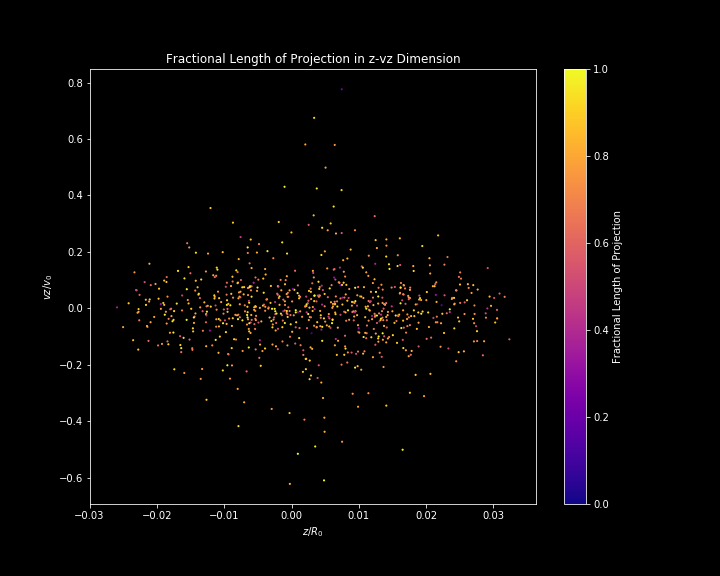 Fractional Length of Projection in z-vz Dimension
0.8
0.6
0.4
0.2
0.0
−0.2
−0.4
−0.6
vz/v₀
−0.03 −0.02 −0.01 0.00 0.01 0.02 0.03
z/R₀
1.0
0.8
0.6
0.4
0.2
0.0
Fractional Length of Projection